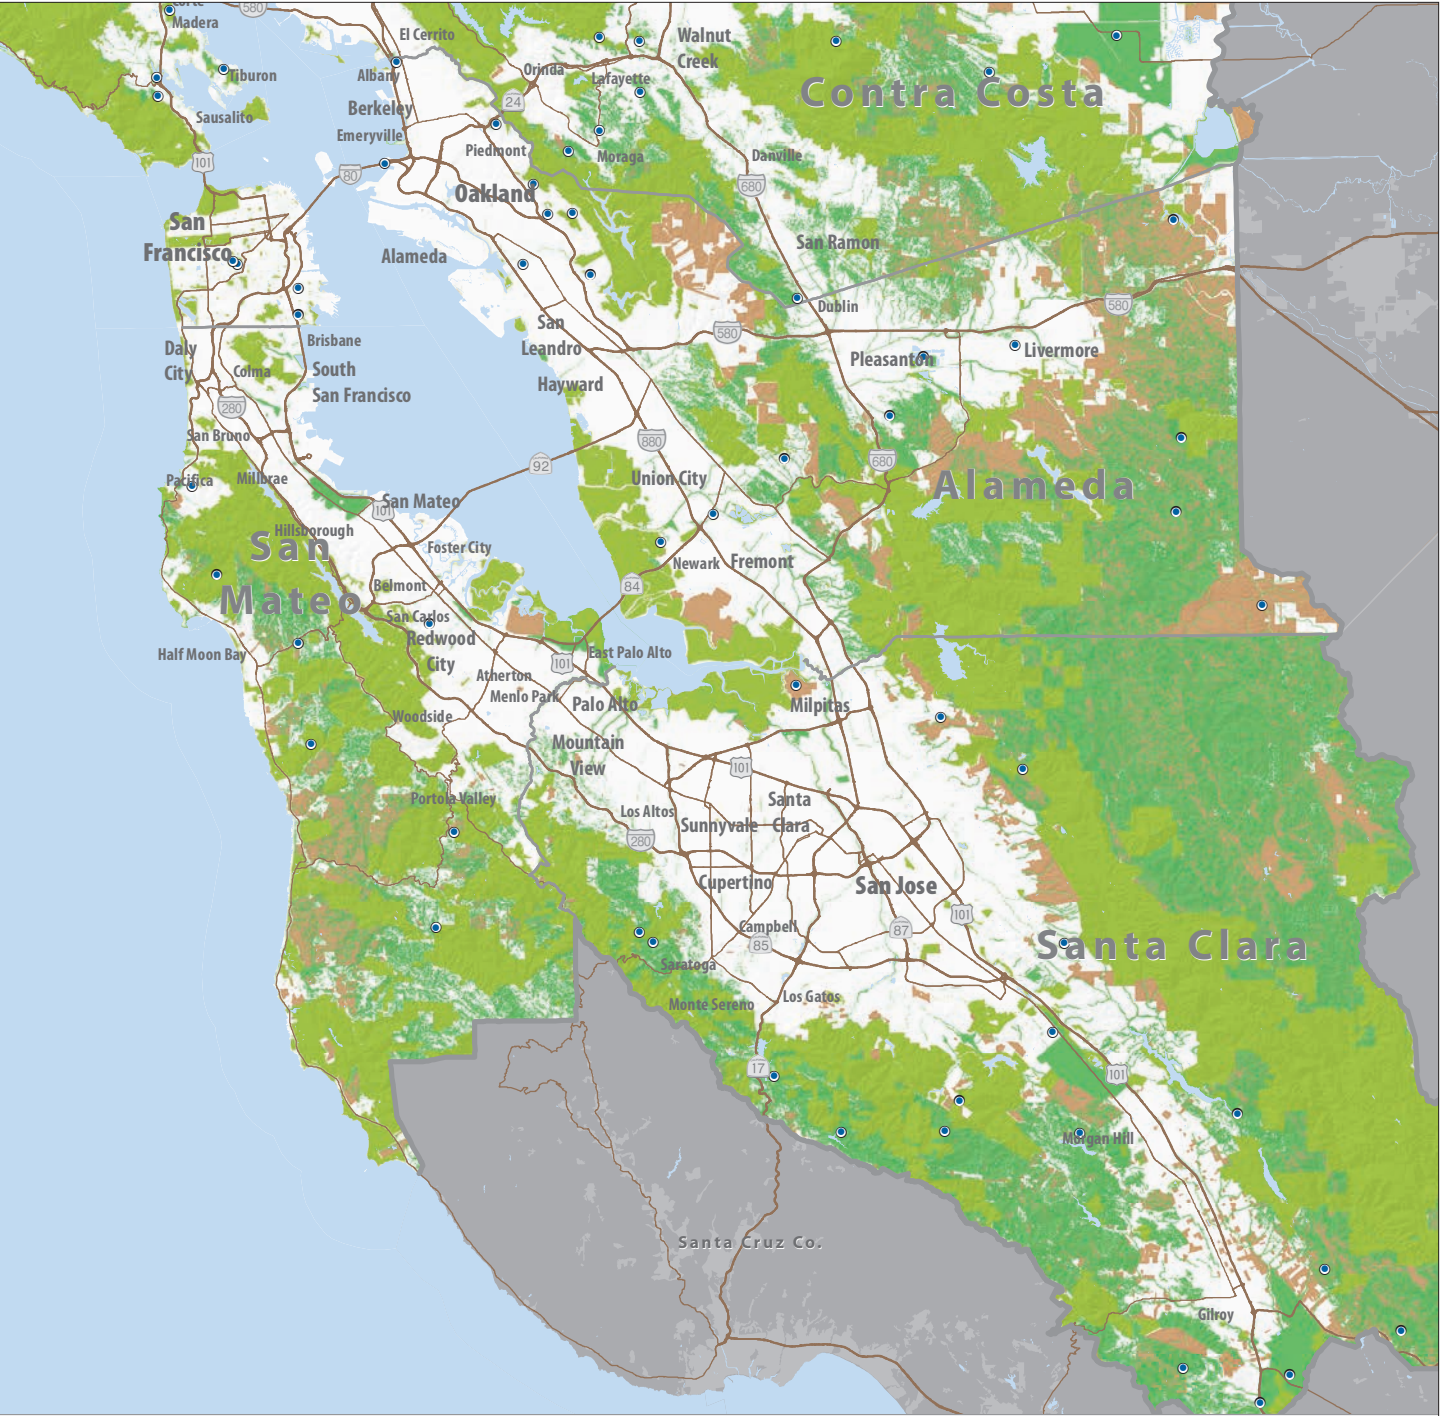 Corte
Madera
580
El Cerrito
Walnut
Creek
Tiburon
Albany
Orinda
Lafayette
Contra Costa
Sausalito
Berkeley
24
Emeryville
Piedmont
Moraga
Danville
101
80
680
Oakland
San
Francisco
Alameda
San Ramon
Dublin
580
San
Leandro
580
Brisbane
Daly
City
Colma
South
San Francisco
Pleasanton
Livermore
Hayward
280
San Bruno
880
92
680
Pacifica
Millbrae
Union City
Alameda
San Mateo
101
Hillsborough
San
Mateo
Foster City
Newark
Fremont
Belmont
84
San Carlos
Redwood
City
Half Moon Bay
East Palo Alto
101
Atherton
Menlo Park
Palo Alto
Milpitas
Woodside
Mountain
View
101
Portola Valley
Los Altos
Santa
Clara
Sunnyvale
280
Cupertino
San Jose
101
Campbell
85
87
Santa Clara
Saratoga
Monte Sereno
Los Gatos
17
101
Morgan Hill
Santa Cruz Co.
Gilroy